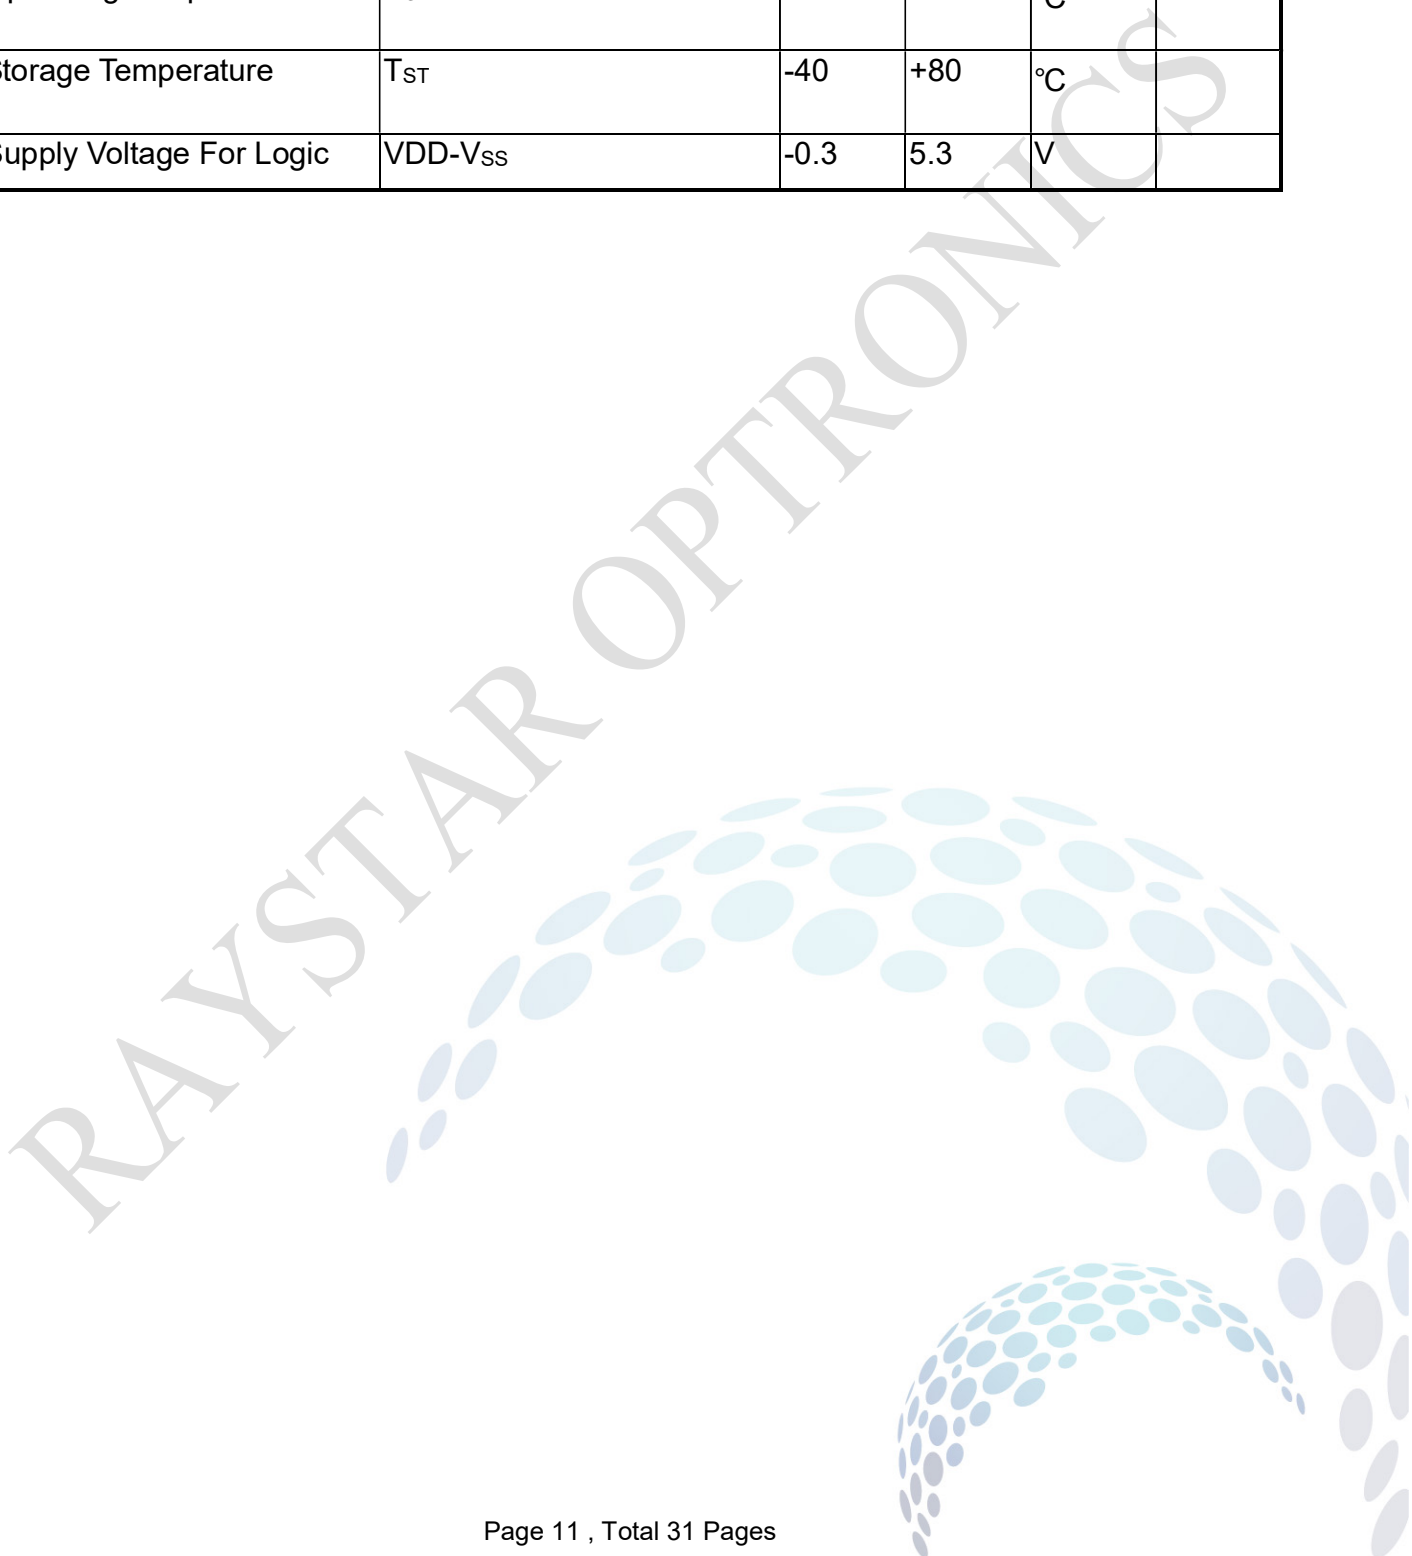 ℃
Storage Temperature TST -40 +80 ℃
Supply Voltage For Logic VDD-VSS -0.3 5.3 V
RAYSTAR OPTRONICS
Page 11 , Total 31 Pages